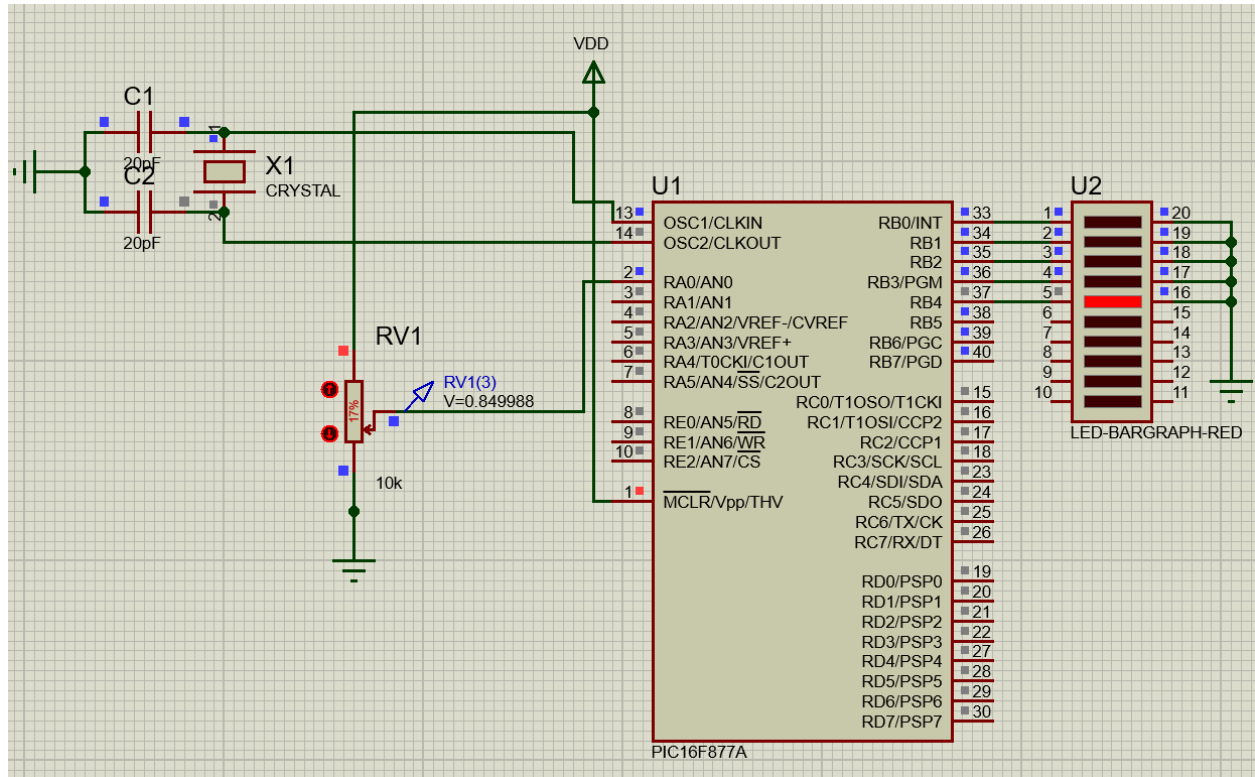 VDD
C1
20pF
C2
20pF
1
2
X1
CRYSTAL
RV1
17%
RV1(3)
V=0.849988
10k
U1
13 OSC1/CLKIN RB0/INT 33
14 OSC2/CLKOUT RB1 34
RB2 35
2 RA0/AN0 RB3/PGM 36
3 RA1/AN1 RB4 37
4 RA2/AN2/VREF-/CVREF RB5 38
5 RA3/AN3/VREF+ RB6/PGC 39
6 RA4/T0CKI/C1OUT RB7/PGD 40
7 RA5/AN4/SS/C2OUT
RC0/T1OSO/T1CKI 15
8 RE0/AN5/RD RC1/T1OSI/CCP2 16
9 RE1/AN6/WR RC2/CCP1 17
10 RE2/AN7/CS RC3/SCK/SCL 18
RC4/SDI/SDA 23
1 MCLR/Vpp/THV RC5/SDO 24
RC6/TX/CK 25
RC7/RX/DT 26
RD0/PSP0 19
RD1/PSP1 20
RD2/PSP2 21
RD3/PSP3 22
RD4/PSP4 27
RD5/PSP5 28
RD6/PSP6 29
RD7/PSP7 30
PIC16F877A
U2
1 20
2 19
3 18
4 17
5 16
6 15
7 14
8 13
9 12
10 11
LED-BARGRAPH-RED